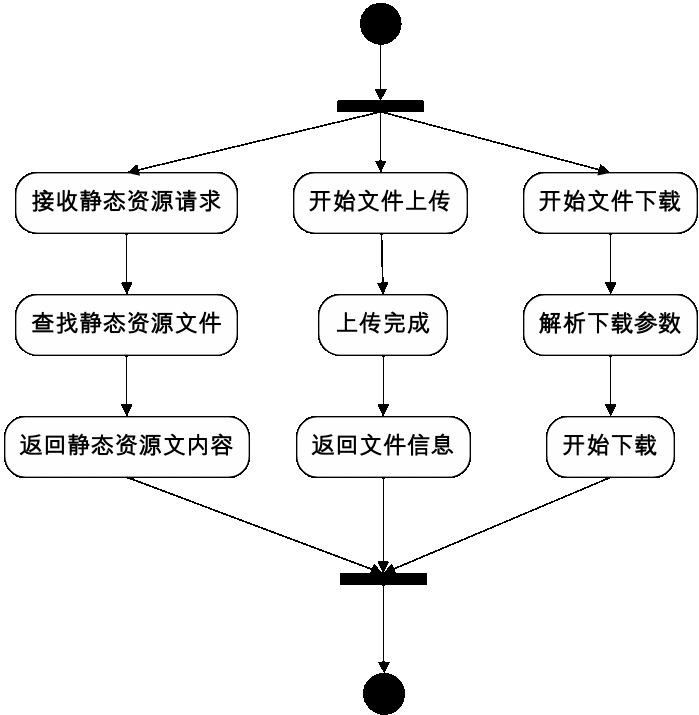 接收静态资源请求
开始文件上传
开始文件下载
查找静态资源文件
上传完成
解析下载参数
返回静态资源文内容
返回文件信息
开始下载